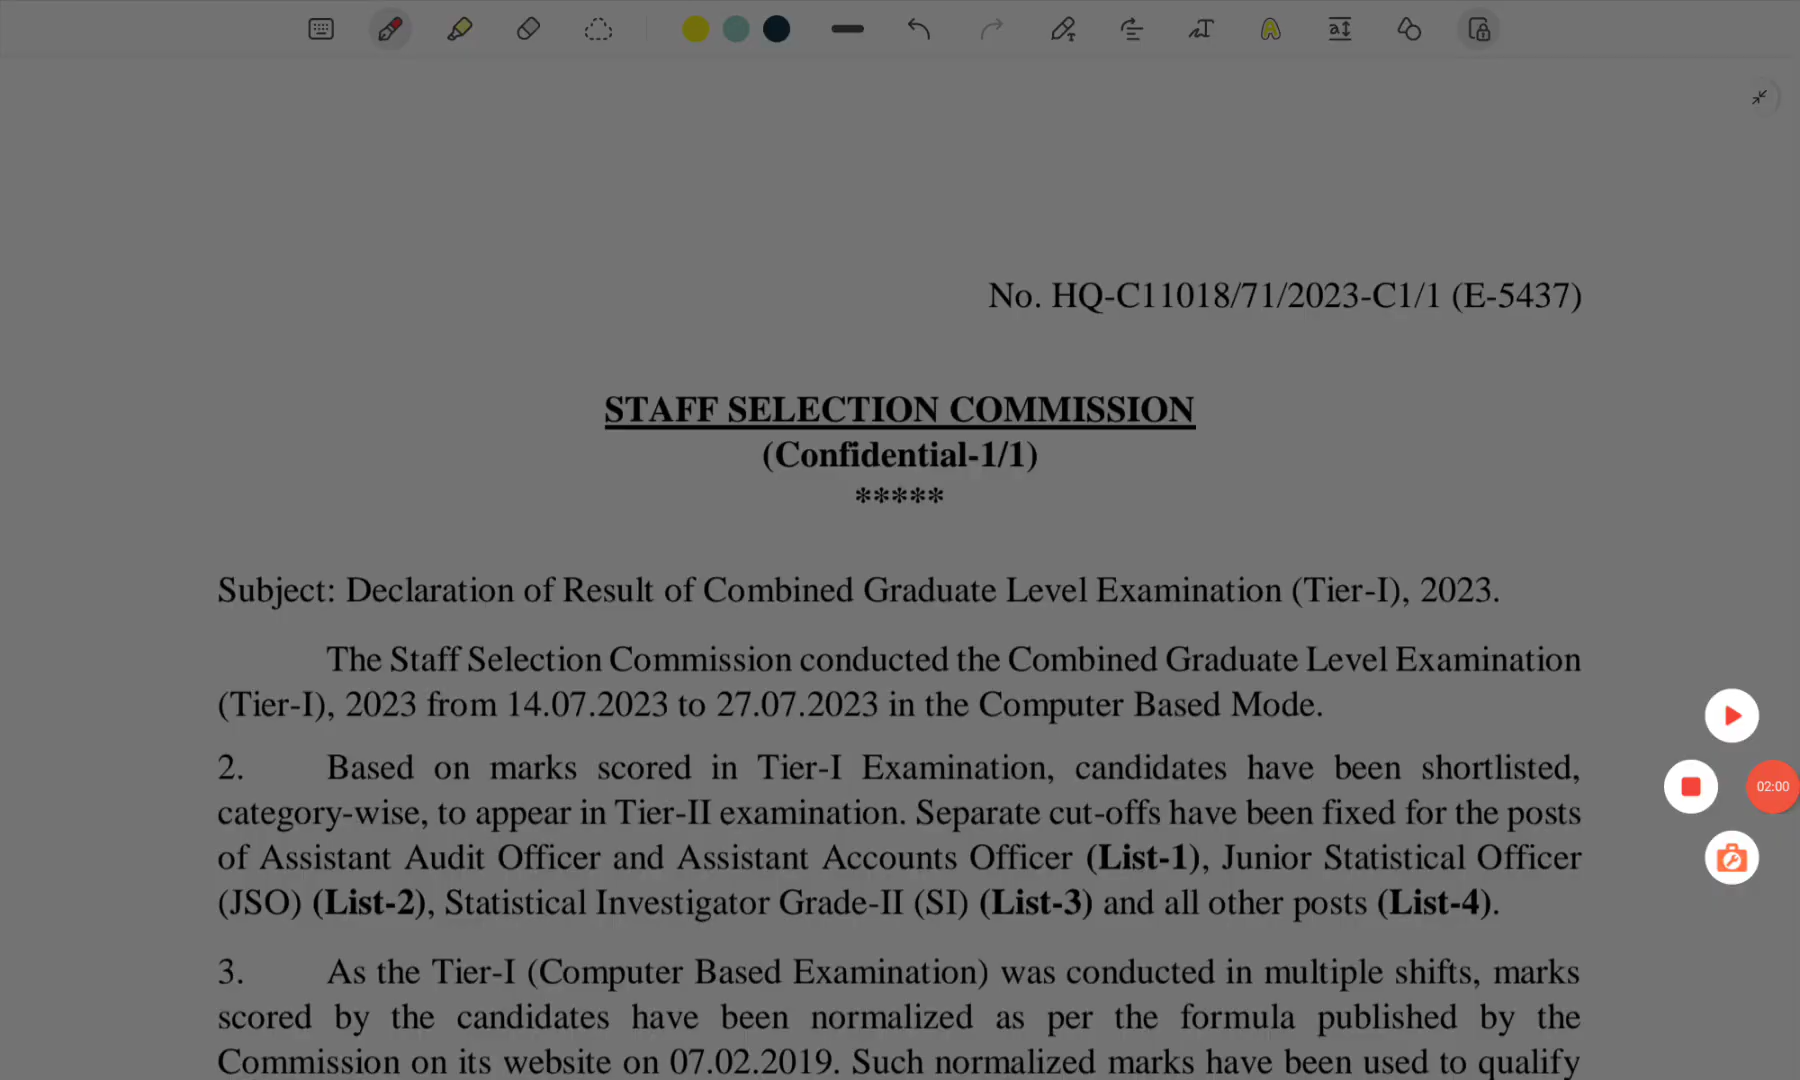 No. HQ-C11018/71/2023-C1/1 (E-5437)
STAFF SELECTION COMMISSION
(Confidential-1/1)
*****
Subject: Declaration of Result of Combined Graduate Level Examination (Tier-I), 2023.
The Staff Selection Commission conducted the Combined Graduate Level Examination
(Tier-I), 2023 from 14.07.2023 to 27.07.2023 in the Computer Based Mode.
2. Based on marks scored in Tier-I Examination, candidates have been shortlisted,
category-wise, to appear in Tier-II examination. Separate cut-offs have been fixed for the posts
02:00
of Assistant Audit Officer and Assistant Accounts Officer (List-1), Junior Statistical Officer
(JSO) (List-2), Statistical Investigator Grade-II (SI) (List-3) and all other posts (List-4).
3. As the Tier-I (Computer Based Examination) was conducted in multiple shifts, marks
scored by the candidates have been normalized as per the formula published by the
Commission on its website on 07.02.2019. Such normalized marks have been used to qualify